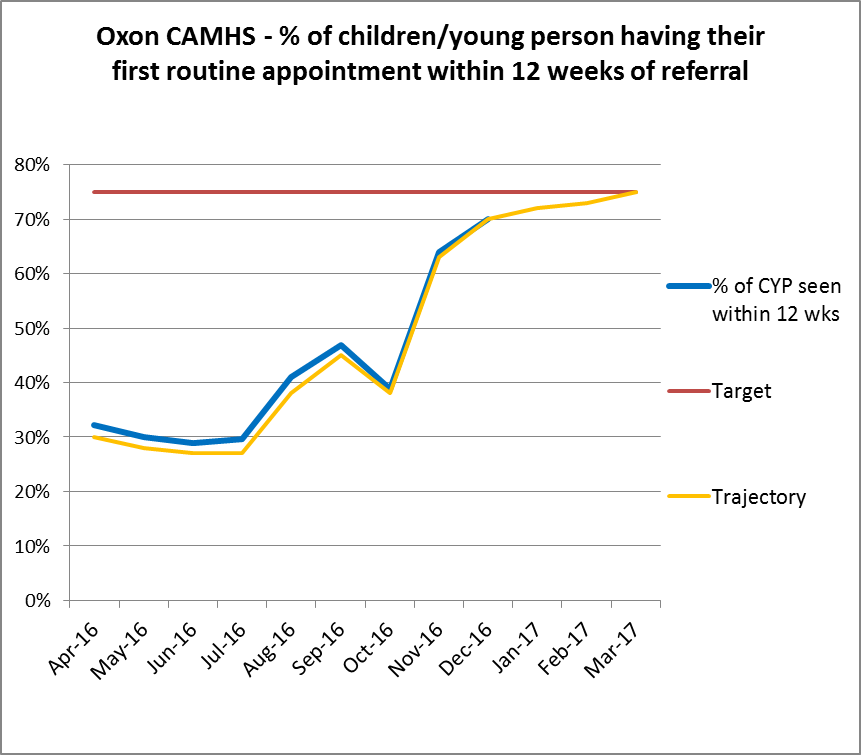 Oxon CAMHS - % of children/young person having their
first routine appointment within 12 weeks of referral
80%
70%
60%
50%
40%
30%
20%
10%
0%
Apr-16
May-16
Jun-16
Jul-16
Aug-16
Sep-16
Oct-16
Nov-16
Dec-16
Jan-17
Feb-17
Mar-17
% of CYP seen
within 12 wks
Target
Trajectory